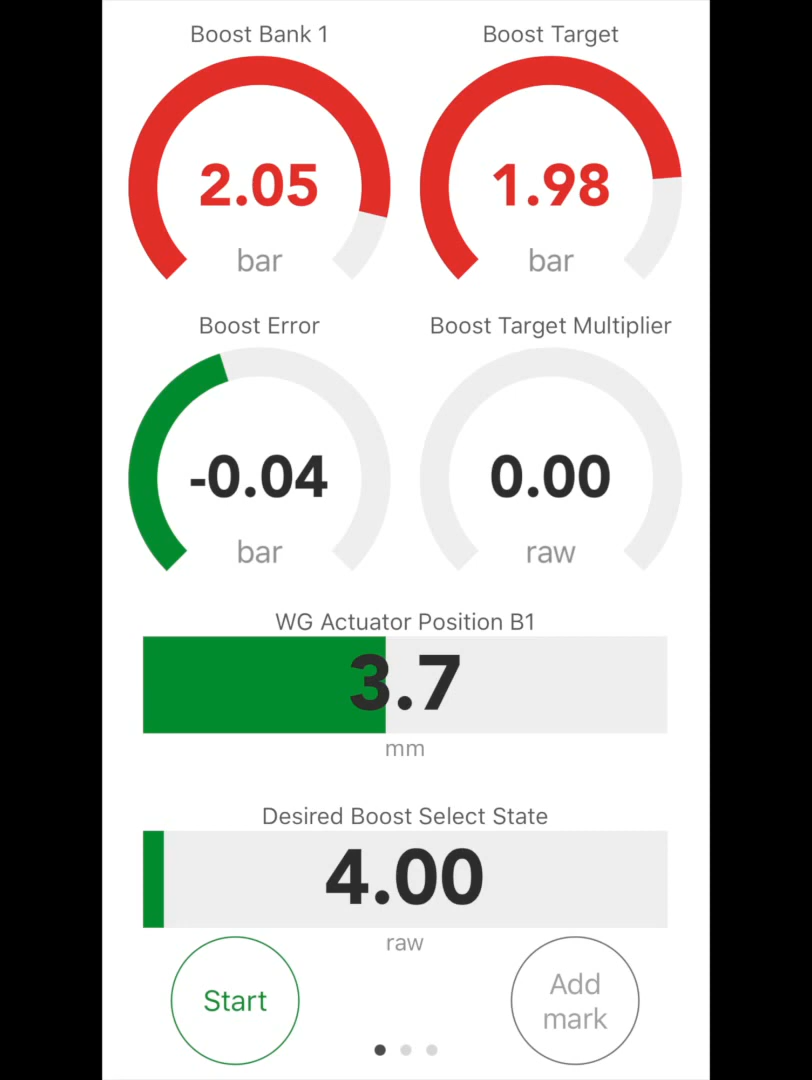 Boost Bank 1
Boost Target
2.05
1.98
bar
bar
Boost Error
Boost Target Multiplier
-0.04
0.00
bar
raw
WG Actuator Position B1
3.7
mm
Desired Boost Select State
4.00
raw
Start
Add
mark